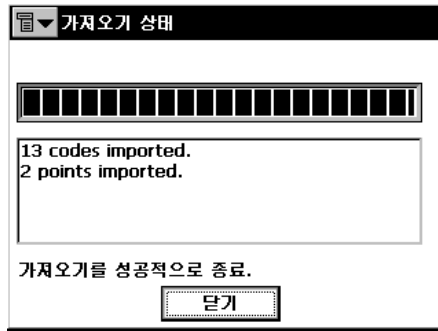 가져오기 상태
13 codes imported.
2 points imported.
가져오기를 성공적으로 종료.
닫기